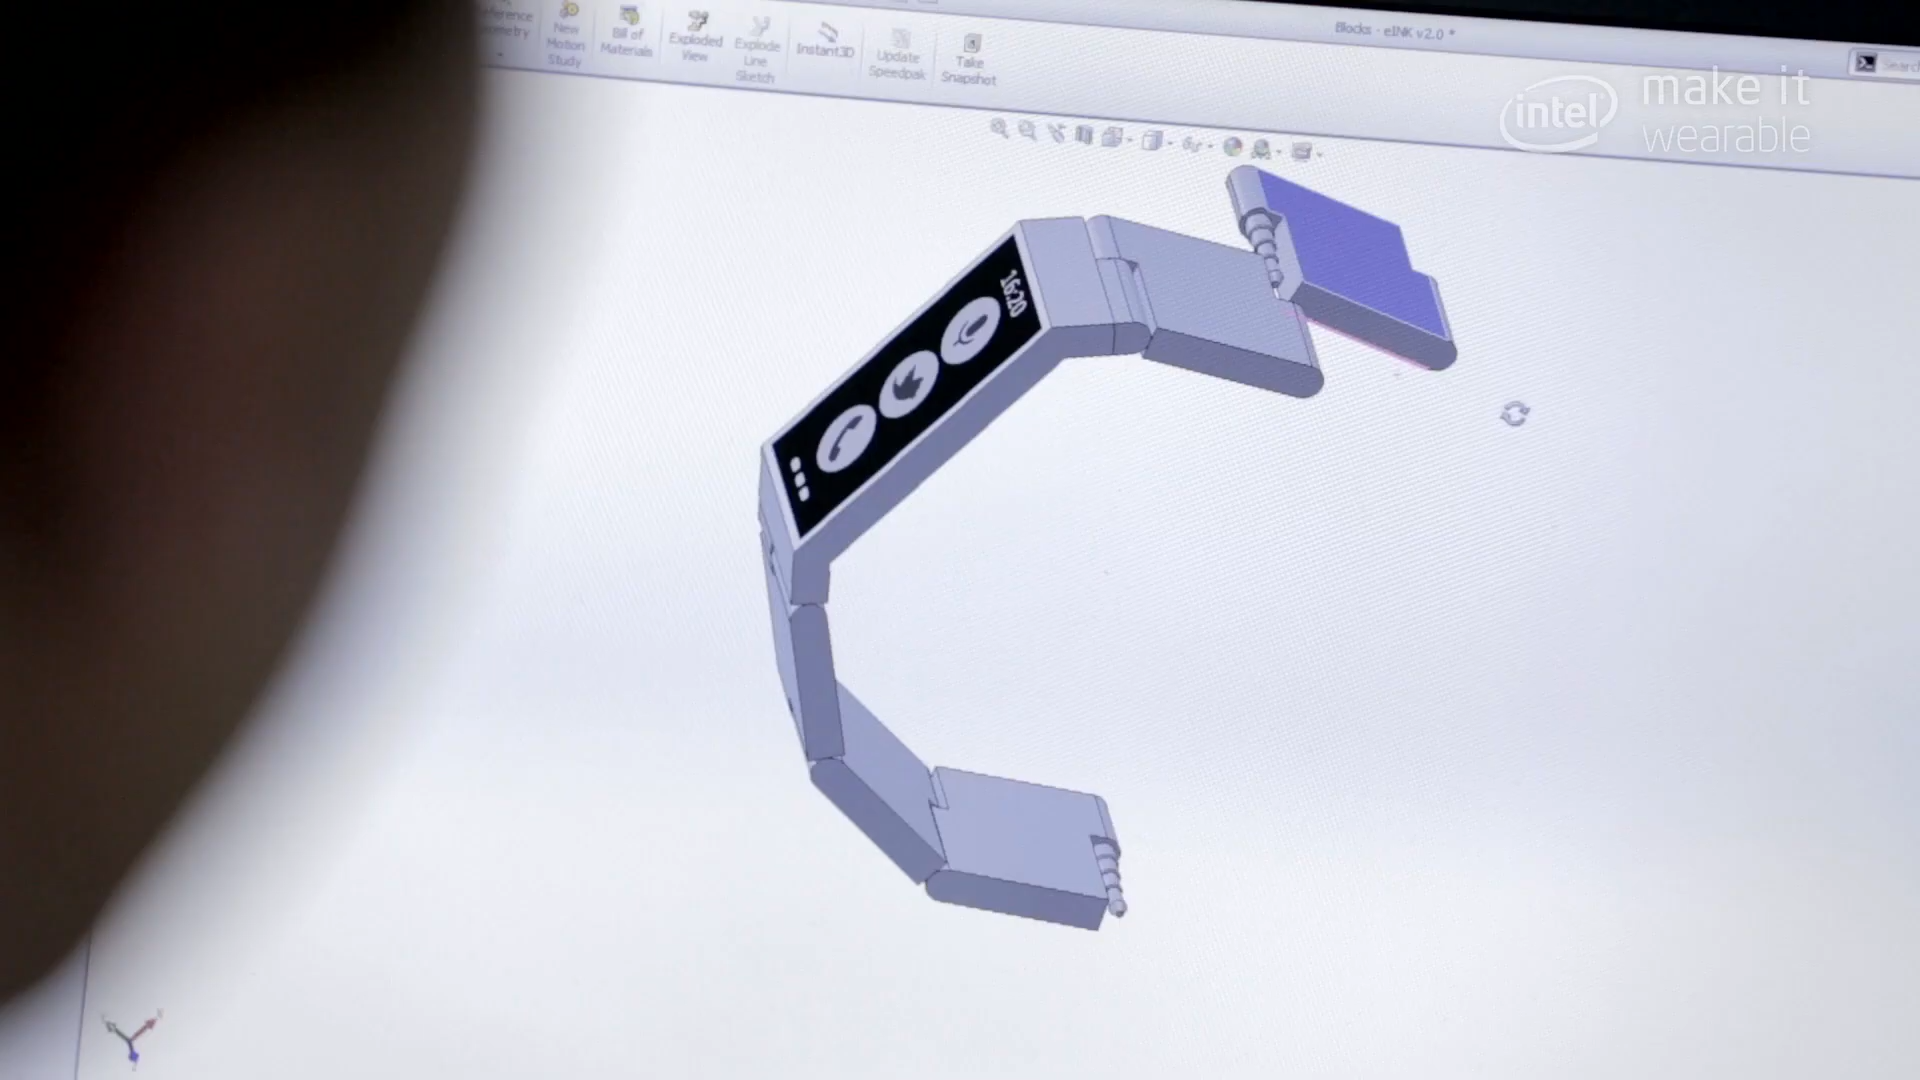 Blocks - eINK v2.0 *
New
Motion
Study
Bill of
Materials
Exploded
View
Explode
Line
Sketch
Instant3D
Update
Speedpak
Take
Snapshot
Search
intel
make it
wearable
16:20